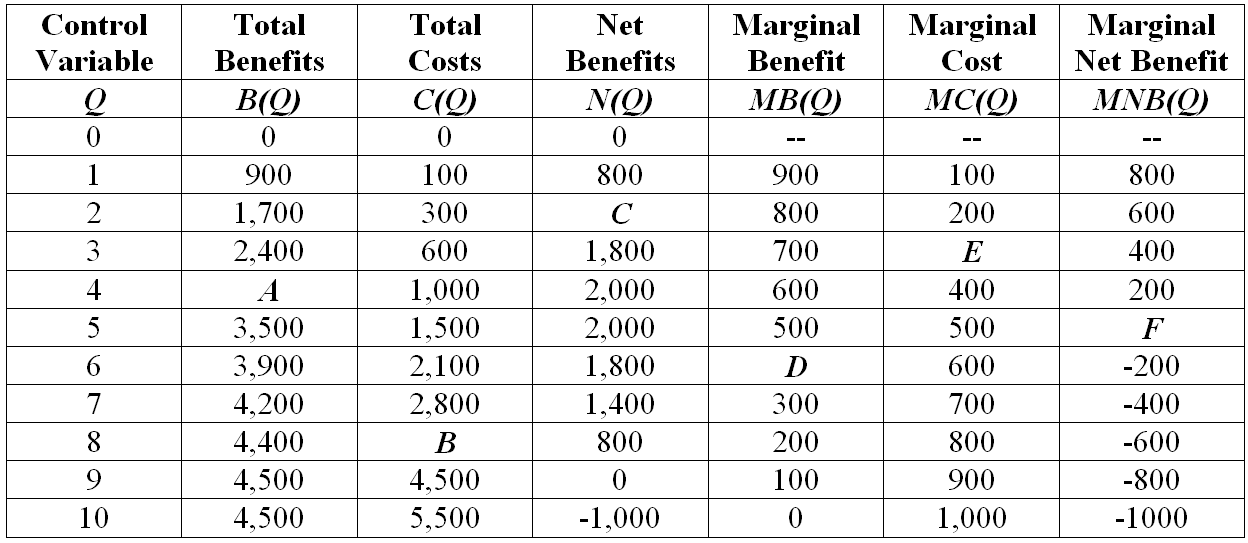 Control Variable | Total Benefits | Total Costs | Net Benefits | Marginal Benefit | Marginal Cost | Marginal Net Benefit
Q | B(Q) | C(Q) | N(Q) | MB(Q) | MC(Q) | MNB(Q)
0 | 0 | 0 | 0 | -- | -- | --
1 | 900 | 100 | 800 | 900 | 100 | 800
2 | 1,700 | 300 | C | 800 | 200 | 600
3 | 2,400 | 600 | 1,800 | 700 | E | 400
4 | A | 1,000 | 2,000 | 600 | 400 | 200
5 | 3,500 | 1,500 | 2,000 | 500 | 500 | F
6 | 3,900 | 2,100 | 1,800 | D | 600 | -200
7 | 4,200 | 2,800 | 1,400 | 300 | 700 | -400
8 | 4,400 | B | 800 | 200 | 800 | -600
9 | 4,500 | 4,500 | 0 | 100 | 900 | -800
10 | 4,500 | 5,500 | -1,000 | 0 | 1,000 | -1000